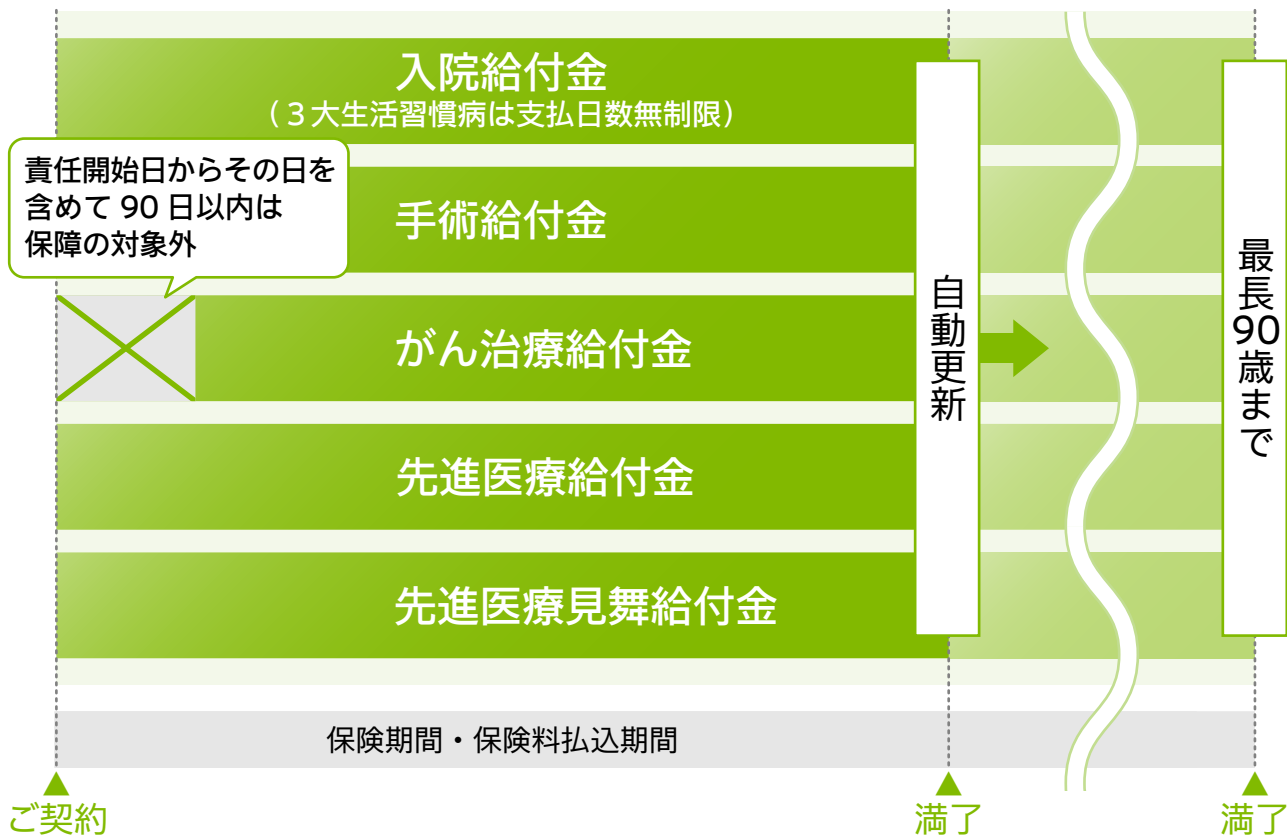 入院給付金
（３大生活習慣病は支払日数無制限）
責任開始日からその日を
含めて 90 日以内は
保障の対象外
手術給付金
がん治療給付金
先進医療給付金
先進医療見舞給付金
自動更新
最長90歳まで
保険期間・保険料払込期間
ご契約
満了
満了